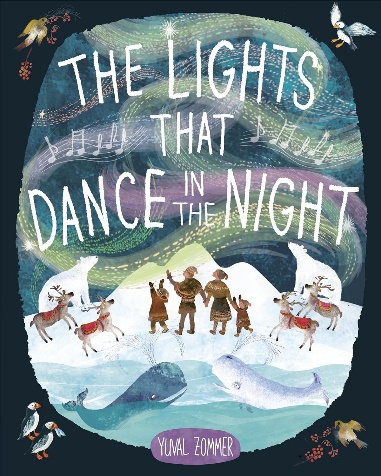 THE LIGHTS
THAT
DANCE IN THE NIGHT
YUVAL ZOMMER